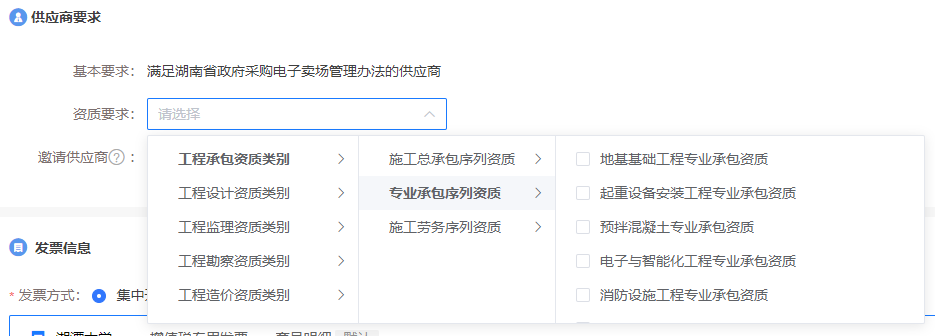 供应商要求
基本要求： 满足湖南省政府采购电子卖场管理办法的供应商
资质要求： 请选择
邀请供应商?：
工程承包资质类别 施工总承包序列资质 地基基础工程专业承包资质
工程设计资质类别 专业承包序列资质 起重设备安装工程专业承包资质
工程监理资质类别 施工劳务序列资质 预拌混凝土专业承包资质
工程勘察资质类别 电子与智能化工程专业承包资质
工程造价资质类别 消防设施工程专业承包资质
发票信息
* 发票方式： 集中